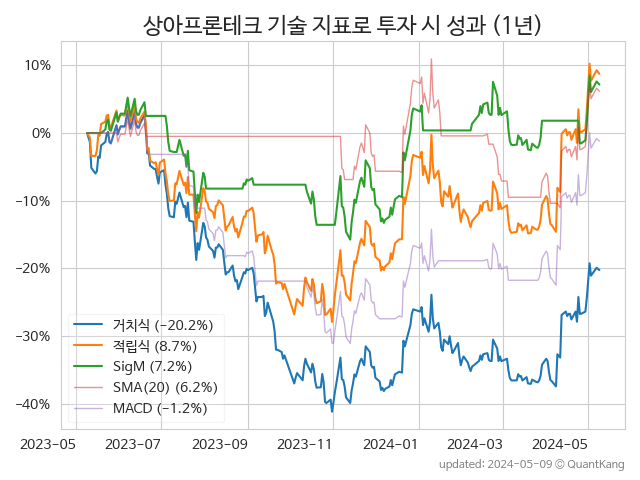 상아프론테크 기술 지표로 투자 시 성과 (1년)
10%
0%
−10%
−20%
−30%
−40%
거치식 (−20.2%)
적립식 (8.7%)
SigM (7.2%)
SMA(20) (6.2%)
MACD (−1.2%)
2023-05 2023-07 2023-09 2023-11 2024-01 2024-03 2024-05
updated: 2024-05-09 © QuantKang